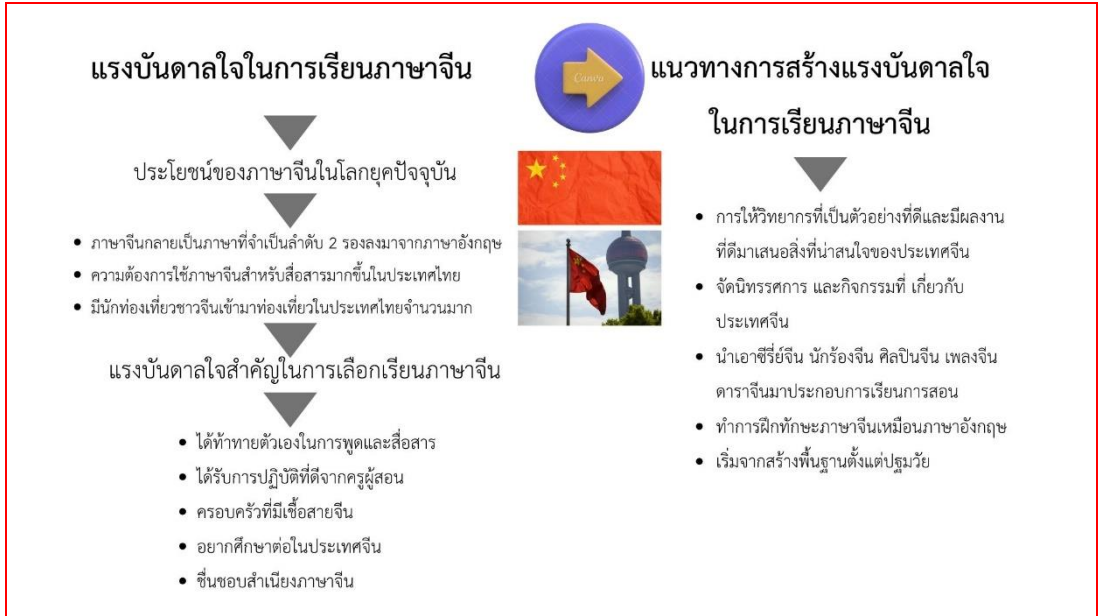 แรงบันดาลใจในการเรียนภาษาจีน
ประโยชน์ของภาษาจีนในโลกยุคปัจจุบัน
• ภาษาจีนกลายเป็นภาษาที่จำเป็นลำดับ 2 รองลงมาจากภาษาอังกฤษ
• ความต้องการใช้ภาษาจีนสำหรับสื่อสารมากขึ้นในประเทศไทย
• มีนักท่องเที่ยวชาวจีนเข้ามาท่องเที่ยวในประเทศไทยจำนวนมาก
แรงบันดาลใจสำคัญในการเลือกเรียนภาษาจีน
• ได้ท้าทายตัวเองในการพูดและสื่อสาร
• ได้รับการปฏิบัติที่ดีจากครูผู้สอน
• ครอบครัวที่มีเชื้อสายจีน
• อยากศึกษาต่อในประเทศจีน
• ชื่นชอบสำเนียงภาษาจีน
Canva
แนวทางการสร้างแรงบันดาลใจ
ในการเรียนภาษาจีน
• การให้วิทยากรที่เป็นตัวอย่างที่ดีและมีผลงาน
ที่ดีมาเสนอสิ่งที่น่าสนใจของประเทศจีน
• จัดนิทรรศการ และกิจกรรมที่ เกี่ยวกับ
ประเทศจีน
• นำเอาซีรี่ย์จีน นักร้องจีน ศิลปินจีน เพลงจีน
ดาราจีนมาประกอบการเรียนการสอน
• ทำการฝึกทักษะภาษาจีนเหมือนภาษาอังกฤษ
• เริ่มจากสร้างพื้นฐานตั้งแต่ปฐมวัย